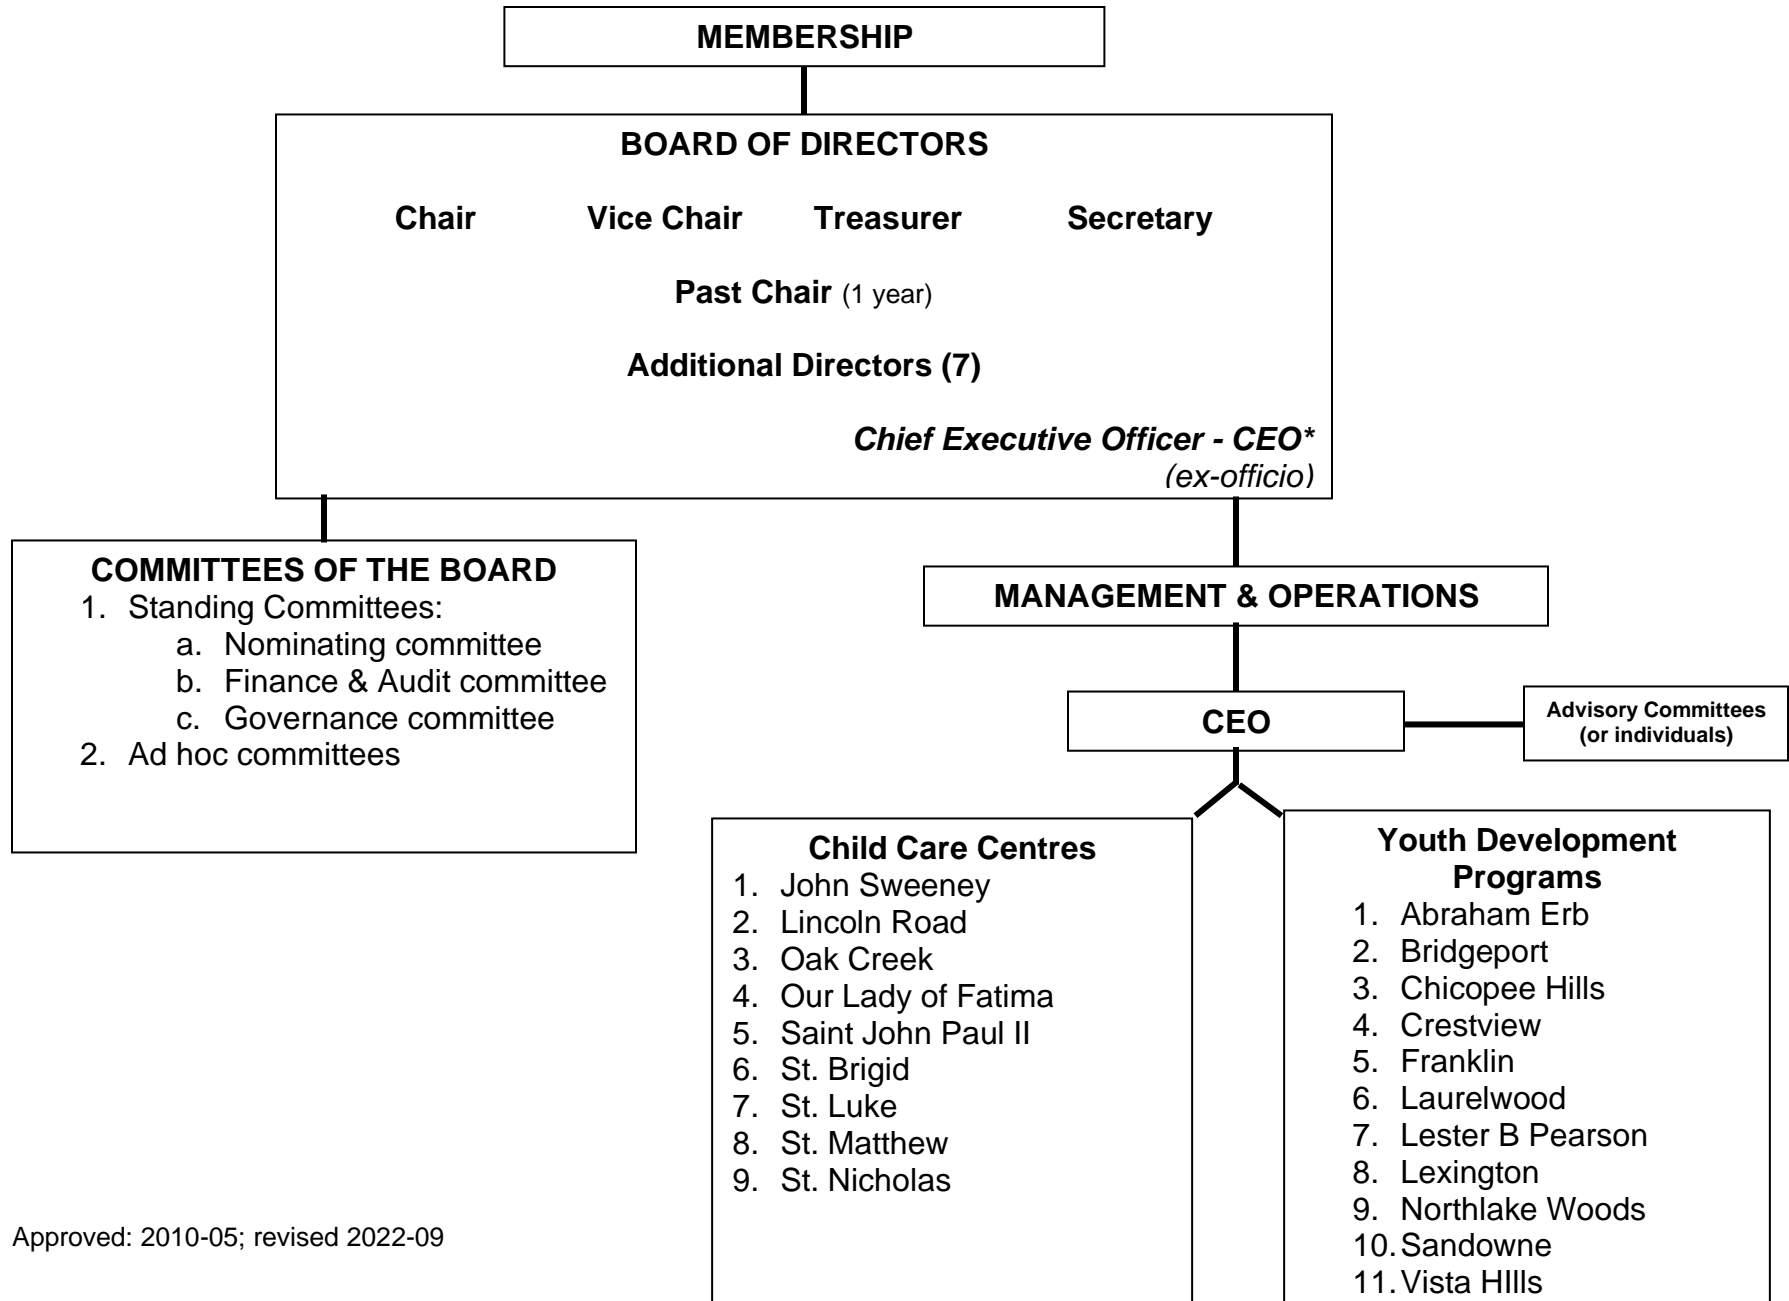 MEMBERSHIP
BOARD OF DIRECTORS
Chair Vice Chair Treasurer Secretary
Past Chair (1 year)
Additional Directors (7)
Chief Executive Officer - CEO*
(ex-officio)
COMMITTEES OF THE BOARD
1. Standing Committees:
a. Nominating committee
b. Finance & Audit committee
c. Governance committee
2. Ad hoc committees
MANAGEMENT & OPERATIONS
CEO
Advisory Committees
(or individuals)
Child Care Centres
1. John Sweeney
2. Lincoln Road
3. Oak Creek
4. Our Lady of Fatima
5. Saint John Paul II
6. St. Brigid
7. St. Luke
8. St. Matthew
9. St. Nicholas
Youth Development
Programs
1. Abraham Erb
2. Bridgeport
3. Chicopee Hills
4. Crestview
5. Franklin
6. Laurelwood
7. Lester B Pearson
8. Lexington
9. Northlake Woods
10. Sandowne
11. Vista HIlls
Approved: 2010-05; revised 2022-09